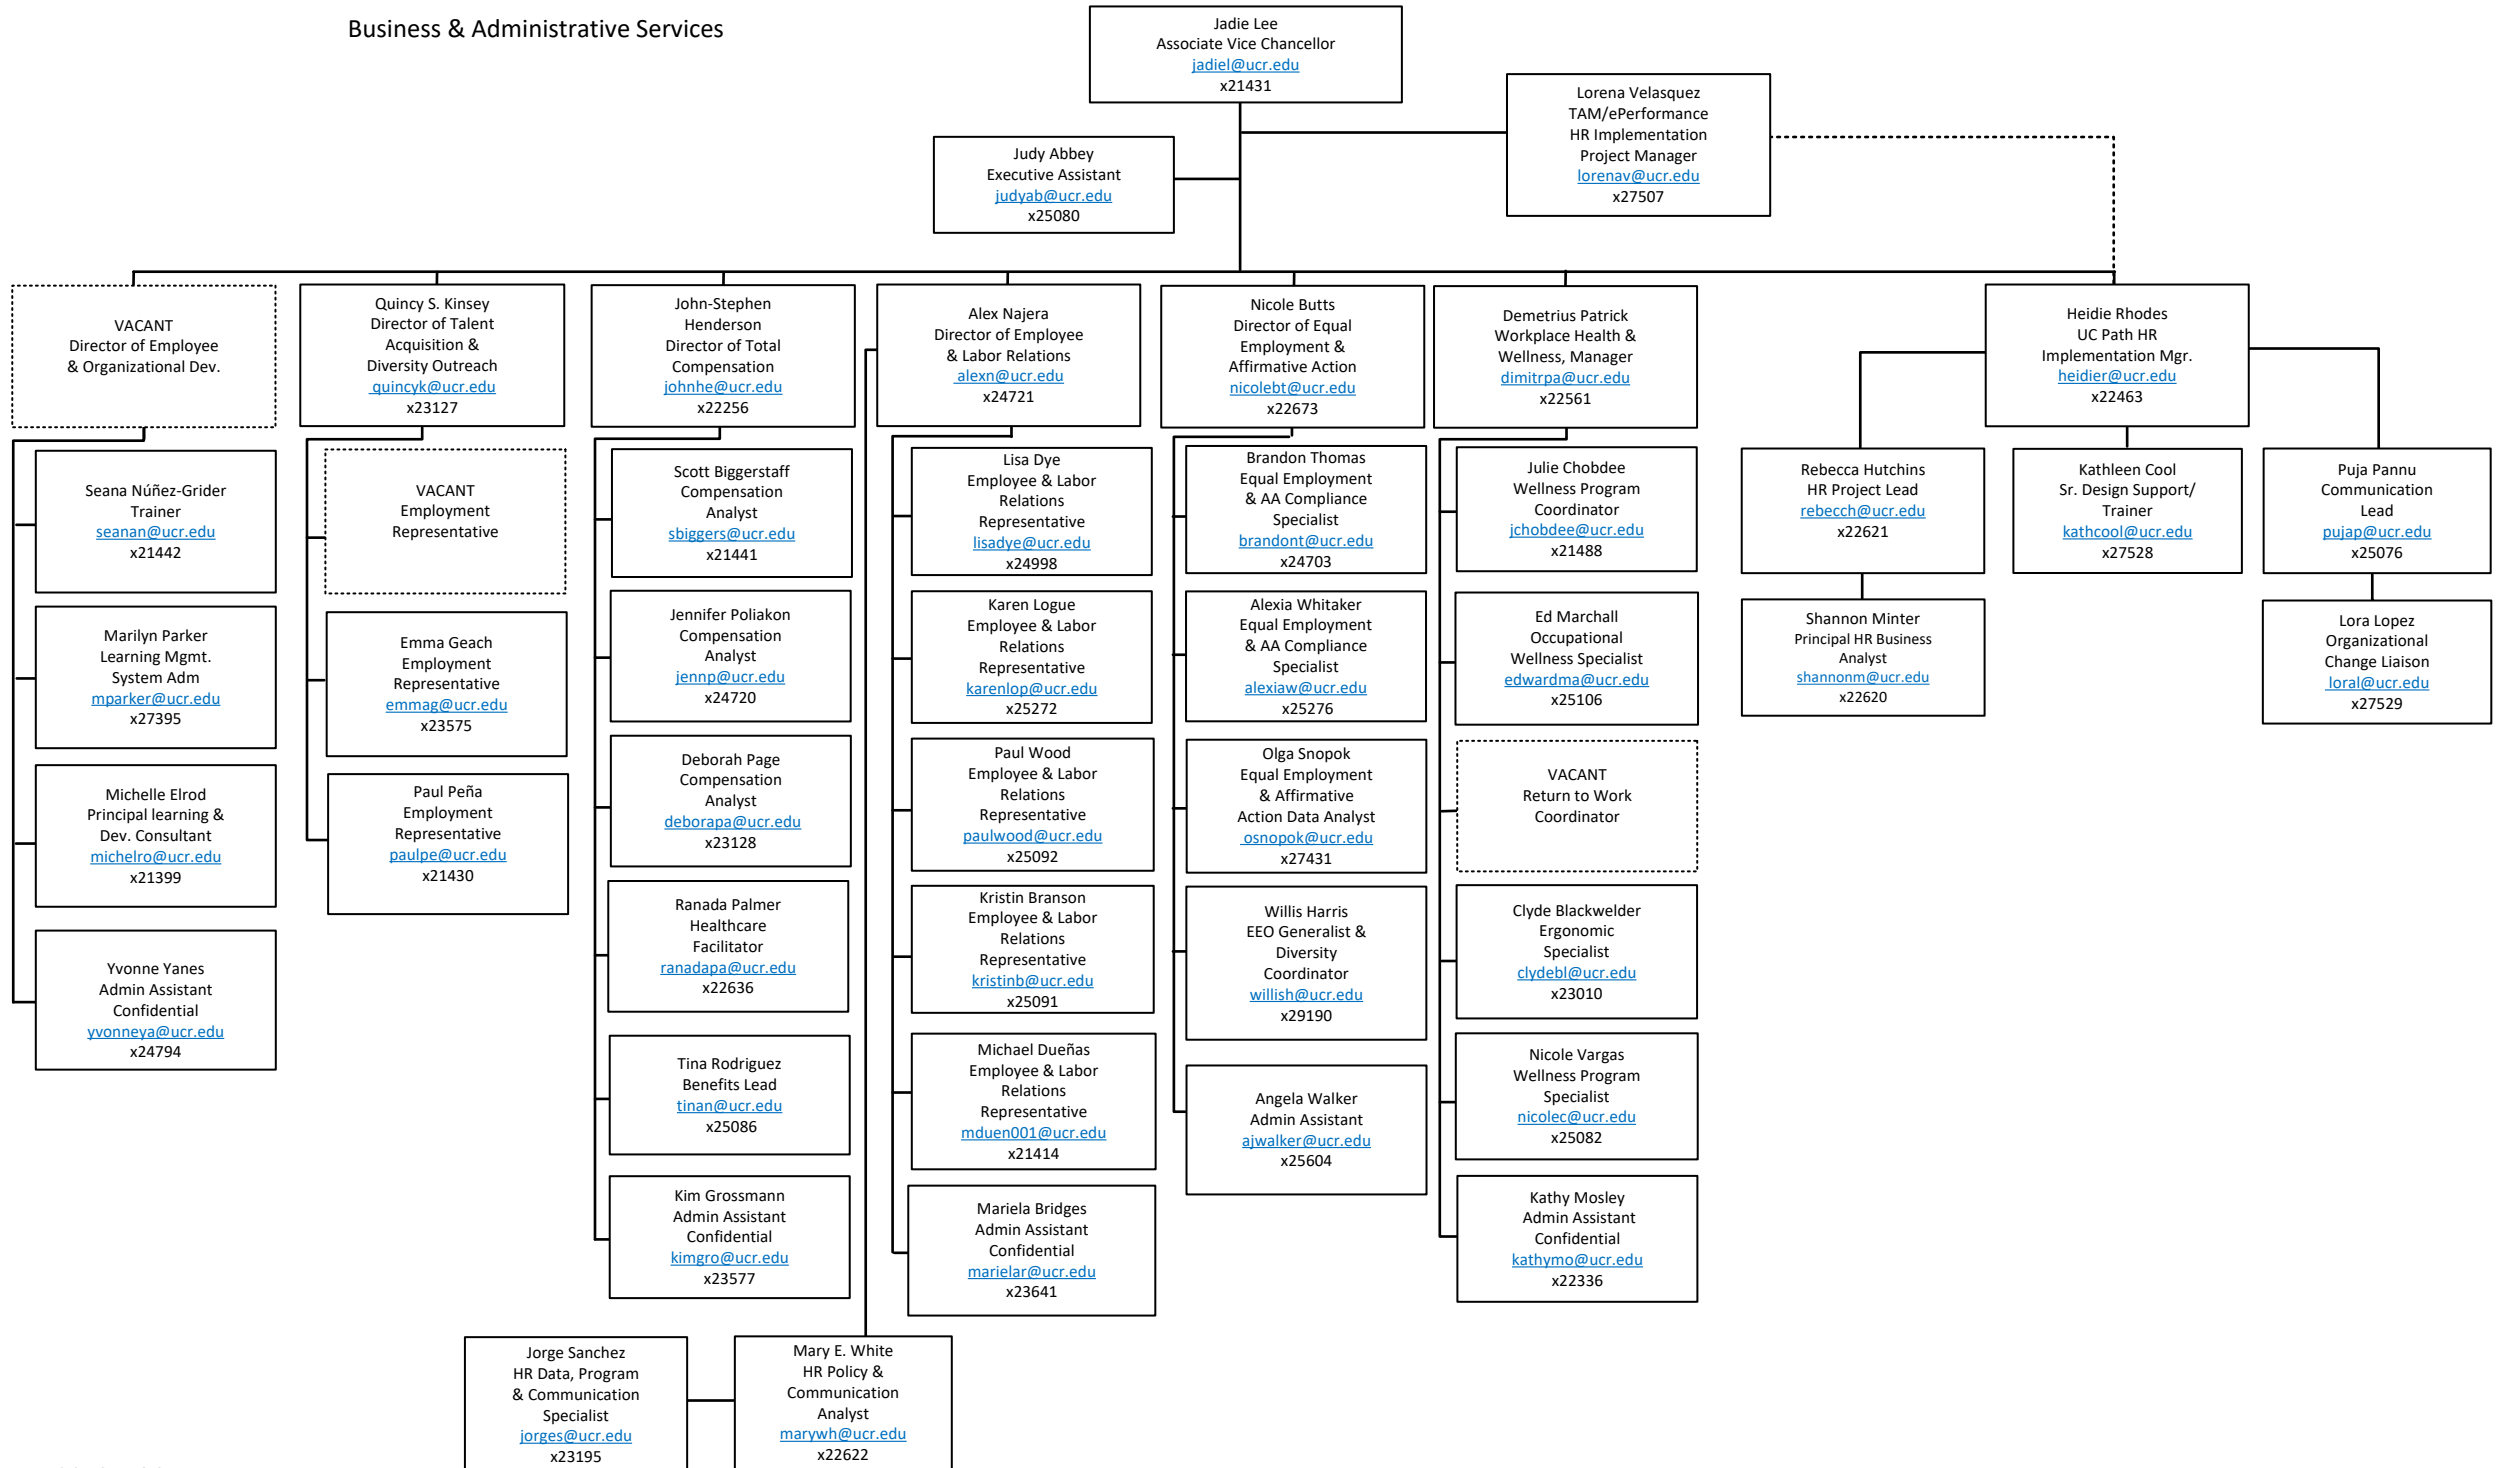 Business & Administrative Services
Jadie Lee
Associate Vice Chancellor
jadiel@ucr.edu
x21431
Lorena Velasquez
TAM/ePerformance
HR Implementation
Project Manager
lorenav@ucr.edu
x27507
Judy Abbey
Executive Assistant
judyab@ucr.edu
x25080
VACANT
Director of Employee
& Organizational Dev.
Seana Núñez-Grider
Trainer
seanan@ucr.edu
x21442
Marilyn Parker
Learning Mgmt.
System Adm
mparker@ucr.edu
x27395
Michelle Elrod
Principal learning &
Dev. Consultant
michelro@ucr.edu
x21399
Yvonne Yanes
Admin Assistant
Confidential
yvonneya@ucr.edu
x24794
Quincy S. Kinsey
Director of Talent
Acquisition &
Diversity Outreach
quincyk@ucr.edu
x23127
VACANT
Employment
Representative
Emma Geach
Employment
Representative
emmag@ucr.edu
x23575
Paul Peña
Employment
Representative
paulpe@ucr.edu
x21430
John-Stephen
Henderson
Director of Total
Compensation
johnhe@ucr.edu
x22256
Scott Biggerstaff
Compensation
Analyst
sbiggers@ucr.edu
x21441
Jennifer Poliakon
Compensation
Analyst
jennp@ucr.edu
x24720
Deborah Page
Compensation
Analyst
deborapa@ucr.edu
x23128
Ranada Palmer
Healthcare
Facilitator
ranadapa@ucr.edu
x22636
Tina Rodriguez
Benefits Lead
tinan@ucr.edu
x25086
Kim Grossmann
Admin Assistant
Confidential
kimgro@ucr.edu
x23577
Alex Najera
Director of Employee
& Labor Relations
alexn@ucr.edu
x24721
Lisa Dye
Employee & Labor
Relations
Representative
lisadye@ucr.edu
x24998
Karen Logue
Employee & Labor
Relations
Representative
karenlop@ucr.edu
x25272
Paul Wood
Employee & Labor
Relations
Representative
paulwood@ucr.edu
x25092
Kristin Branson
Employee & Labor
Relations
Representative
kristinb@ucr.edu
x25091
Michael Dueñas
Employee & Labor
Relations
Representative
mduen001@ucr.edu
x21414
Mariela Bridges
Admin Assistant
Confidential
marielar@ucr.edu
x23641
Nicole Butts
Director of Equal
Employment &
Affirmative Action
nicolebt@ucr.edu
x22673
Brandon Thomas
Equal Employment
& AA Compliance
Specialist
brandont@ucr.edu
x24703
Alexia Whitaker
Equal Employment
& AA Compliance
Specialist
alexiaw@ucr.edu
x25276
Olga Snopok
Equal Employment
& Affirmative
Action Data Analyst
osnopok@ucr.edu
x27431
Willis Harris
EEO Generalist &
Diversity
Coordinator
willish@ucr.edu
x29190
Angela Walker
Admin Assistant
ajwalker@ucr.edu
x25604
Demetrius Patrick
Workplace Health &
Wellness, Manager
dimitrpa@ucr.edu
x22561
Julie Chobdee
Wellness Program
Coordinator
jchobdee@ucr.edu
x21488
Ed Marchall
Occupational
Wellness Specialist
edwardma@ucr.edu
x25106
VACANT
Return to Work
Coordinator
Clyde Blackwelder
Ergonomic
Specialist
clydebl@ucr.edu
x23010
Nicole Vargas
Wellness Program
Specialist
nicolec@ucr.edu
x25082
Kathy Mosley
Admin Assistant
Confidential
kathymo@ucr.edu
x22336
Heidie Rhodes
UC Path HR
Implementation Mgr.
heidier@ucr.edu
x22463
Rebecca Hutchins
HR Project Lead
rebecch@ucr.edu
x22621
Shannon Minter
Principal HR Business
Analyst
shannonm@ucr.edu
x22620
Kathleen Cool
Sr. Design Support/
Trainer
kathcool@ucr.edu
x27528
Puja Pannu
Communication
Lead
pujap@ucr.edu
x25076
Lora Lopez
Organizational
Change Liaison
loral@ucr.edu
x27529
Jorge Sanchez
HR Data, Program
& Communication
Specialist
jorges@ucr.edu
x23195
Mary E. White
HR Policy &
Communication
Analyst
marywh@ucr.edu
x22622